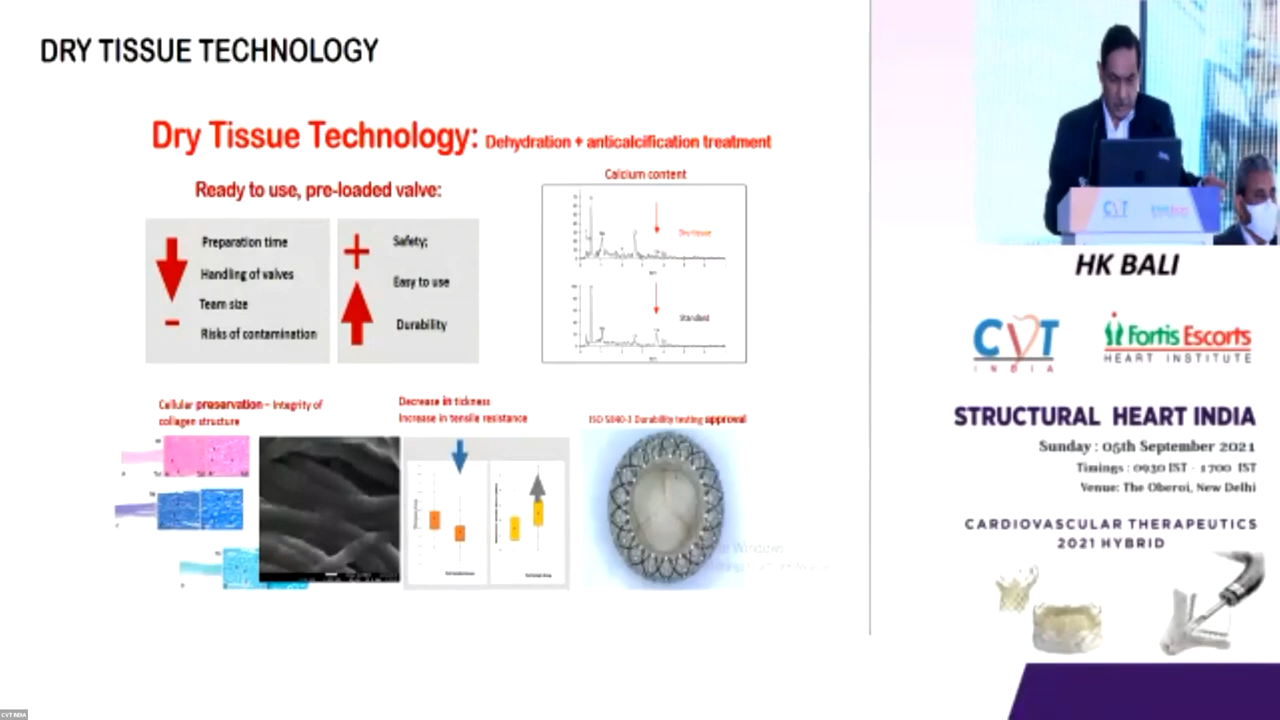 DRY TISSUE TECHNOLOGY
Dry Tissue Technology: Dehydration + anticalcification treatment
Ready to use, pre-loaded valve:
Preparation time
Handling of valves
Team size
Risks of contamination
Safety;
Easy to use
Durability
Calcium content
Dry tissue
Standard
Cellular preservation – Integrity of
collagen structure
Decrease in tickness
Increase in tensile resistance
ISO 5840-3 Durability testing approval
HK BALI
CVT
INDIA
Fortis Escorts
HEART INSTITUTE
STRUCTURAL HEART INDIA
Sunday : 05th September 2021
Timings : 0930 IST - 1700 IST
Venue: The Oberoi, New Delhi
CARDIOVASCULAR THERAPEUTICS
2021 HYBRID
CVT INDIA